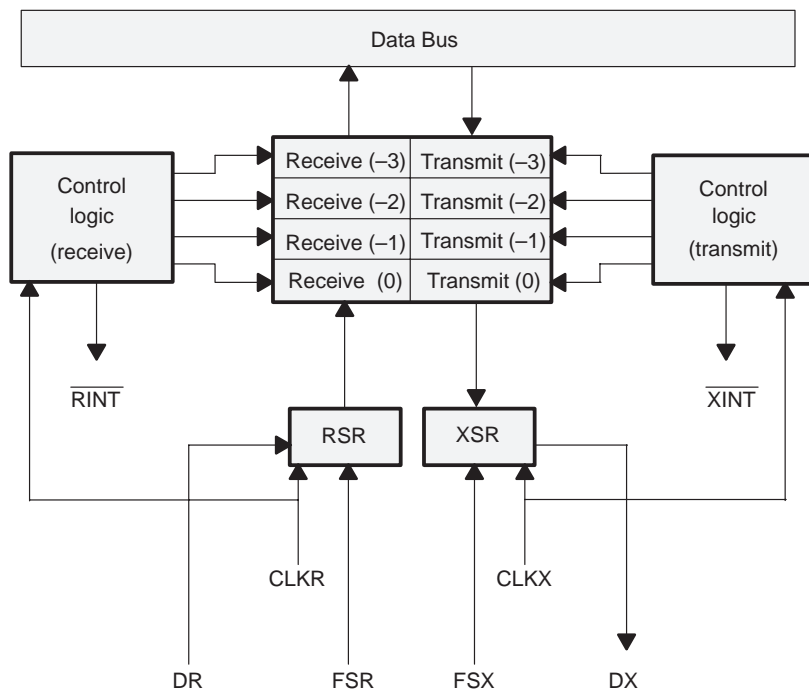 Data Bus
Receive (–3) Transmit (–3)
Receive (–2) Transmit (–2)
Receive (–1) Transmit (–1)
Receive (0) Transmit (0)
Control
logic
(receive)
Control
logic
(transmit)
RINT
XINT
RSR
XSR
CLKR
CLKX
DR
FSR
FSX
DX